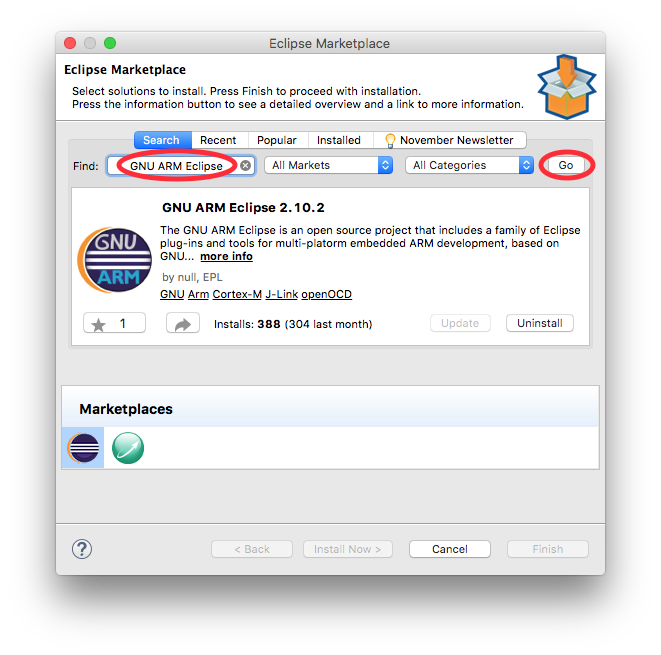 Eclipse Marketplace
Eclipse Marketplace
Select solutions to install. Press Finish to proceed with installation.
Press the information button to see a detailed overview and a link to more information.
Search Recent Popular Installed November Newsletter
Find: GNU ARM Eclipse All Markets All Categories Go
GNU ARM Eclipse 2.10.2
The GNU ARM Eclipse is an open source project that includes a family of Eclipse
plug-ins and tools for multi-platorm embedded ARM development, based on
GNU... more info
by null, EPL
GNU Arm Cortex-M J-Link openOCD
GNU
ARM
1 Installs: 388 (304 last month) Update Uninstall
Marketplaces
? < Back Install Now > Cancel Finish